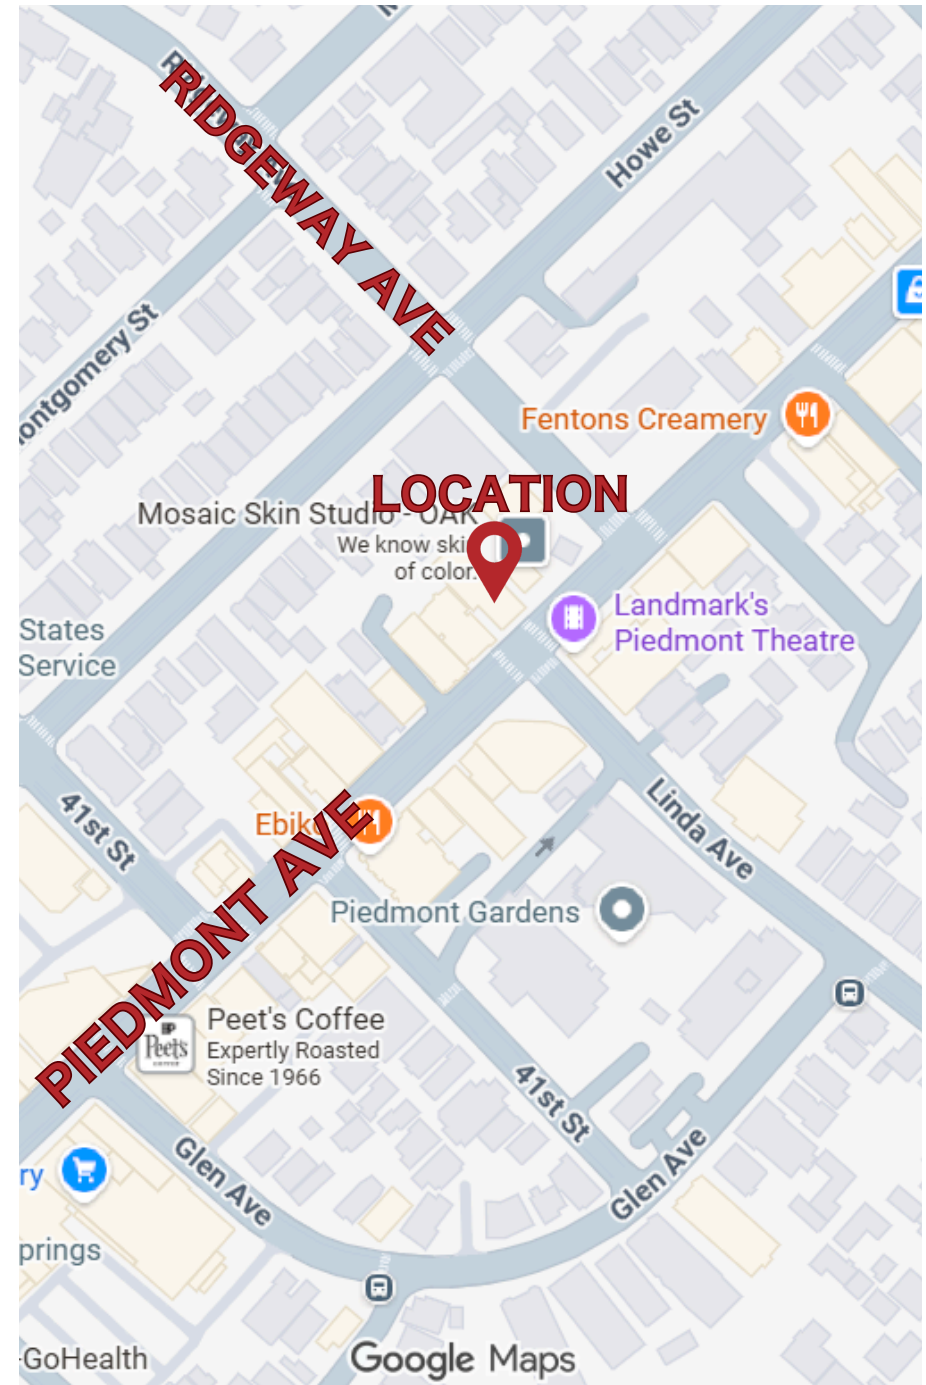 RIDGEWAY AVE
Howe St
ontgomery St
Fentons Creamery
LOCATION
Mosaic Skin Studio - OAK
We know ski
of color.
Landmark's
Piedmont Theatre
States
Service
41st St
Ebiko
PIEDMONT AVE
Linda Ave
Piedmont Gardens
Peet's
COFFEE
Peet's Coffee
Expertly Roasted
Since 1966
41st St
Glen Ave
Glen Ave
ry
prings
-GoHealth
Google Maps